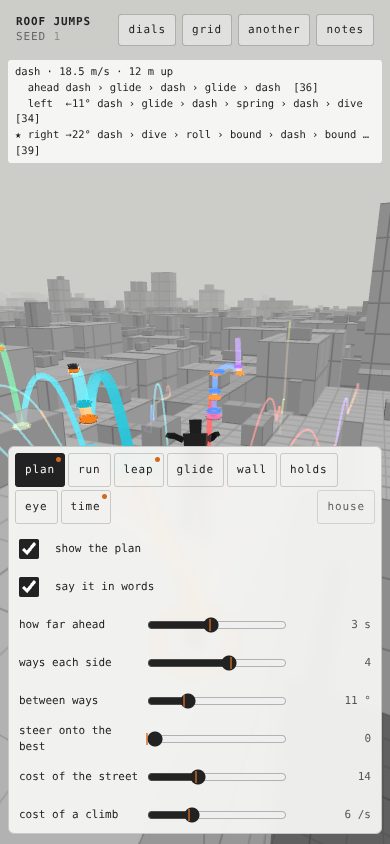 ROOF JUMPS
SEED 1
dials
grid
another
notes
dash · 18.5 m/s · 12 m up
ahead dash › glide › dash › glide › dash [36]
left ←11° dash › glide › dash › spring › dash › dive
[34]
★ right →22° dash › dive › roll › bound › dash › bound …
[39]
plan
run
leap
glide
wall
holds
eye
time
house
show the plan
say it in words
how far ahead 3 s
ways each side 4
between ways 11 °
steer onto the
best 0
cost of the street 14
cost of a climb 6 /s